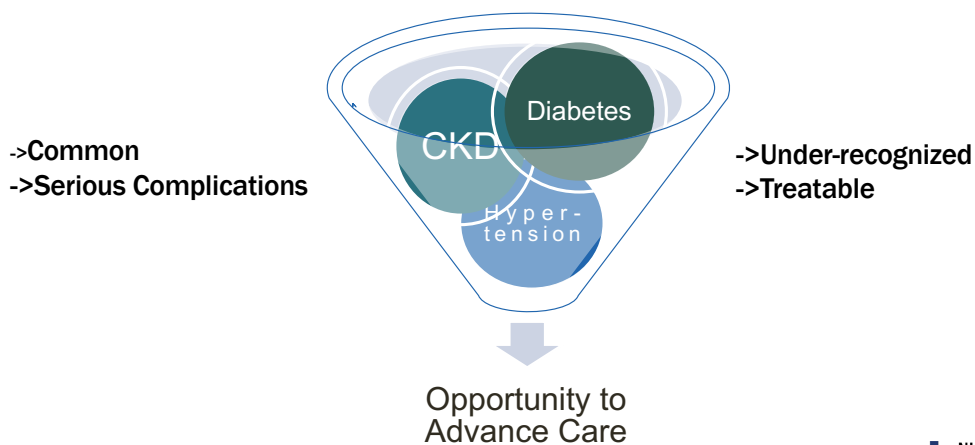 Diabetes
CKD
->Common
->Serious Complications
->Under-recognized
->Treatable
Hyper-
tension
Opportunity to
Advance Care